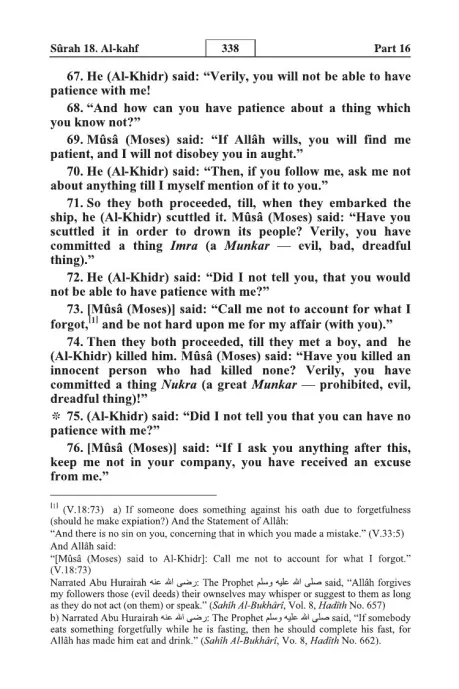 Sûrah 18. Al-kahf 338 Part 16
67. He (Al-Khidr) said: “Verily, you will not be able to have
patience with me!
68. “And how can you have patience about a thing which
you know not?”
69. Mûsâ (Moses) said: “If Allâh wills, you will find me
patient, and I will not disobey you in aught.”
70. He (Al-Khidr) said: “Then, if you follow me, ask me not
about anything till I myself mention of it to you.”
71. So they both proceeded, till, when they embarked the
ship, he (Al-Khidr) scuttled it. Mûsâ (Moses) said: “Have you
scuttled it in order to drown its people? Verily, you have
committed a thing Imra (a Munkar — evil, bad, dreadful
thing).”
72. He (Al-Khidr) said: “Did I not tell you, that you would
not be able to have patience with me?”
73. [Mûsâ (Moses)] said: “Call me not to account for what I
forgot,[1] and be not hard upon me for my affair (with you).”
74. Then they both proceeded, till they met a boy, and he
(Al-Khidr) killed him. Mûsâ (Moses) said: “Have you killed an
innocent person who had killed none? Verily, you have
committed a thing Nukra (a great Munkar — prohibited, evil,
dreadful thing)!”
* 75. (Al-Khidr) said: “Did I not tell you that you can have no
patience with me?”
76. [Mûsâ (Moses)] said: “If I ask you anything after this,
keep me not in your company, you have received an excuse
from me.”
[1] (V.18:73) a) If someone does something against his oath due to forgetfulness
(should he make expiation?) And the Statement of Allâh:
“And there is no sin on you, concerning that in which you made a mistake.” (V.33:5)
And Allâh said:
“[Mûsâ (Moses) said to Al-Khidr]: Call me not to account for what I forgot.”
(V.18:73)
Narrated Abu Hurairah رضى الله عنه: The Prophet صلى الله عليه وسلم said, “Allâh forgives
my followers those (evil deeds) their ownselves may whisper or suggest to them as long
as they do not act (on them) or speak.” (Sahîh Al-Bukhârî, Vol. 8, Hadîth No. 657)
b) Narrated Abu Hurairah رضى الله عنه: The Prophet صلى الله عليه وسلم said, “If somebody
eats something forgetfully while he is fasting, then he should complete his fast, for
Allâh has made him eat and drink.” (Sahîh Al-Bukhârî, Vo. 8, Hadîth No. 662).